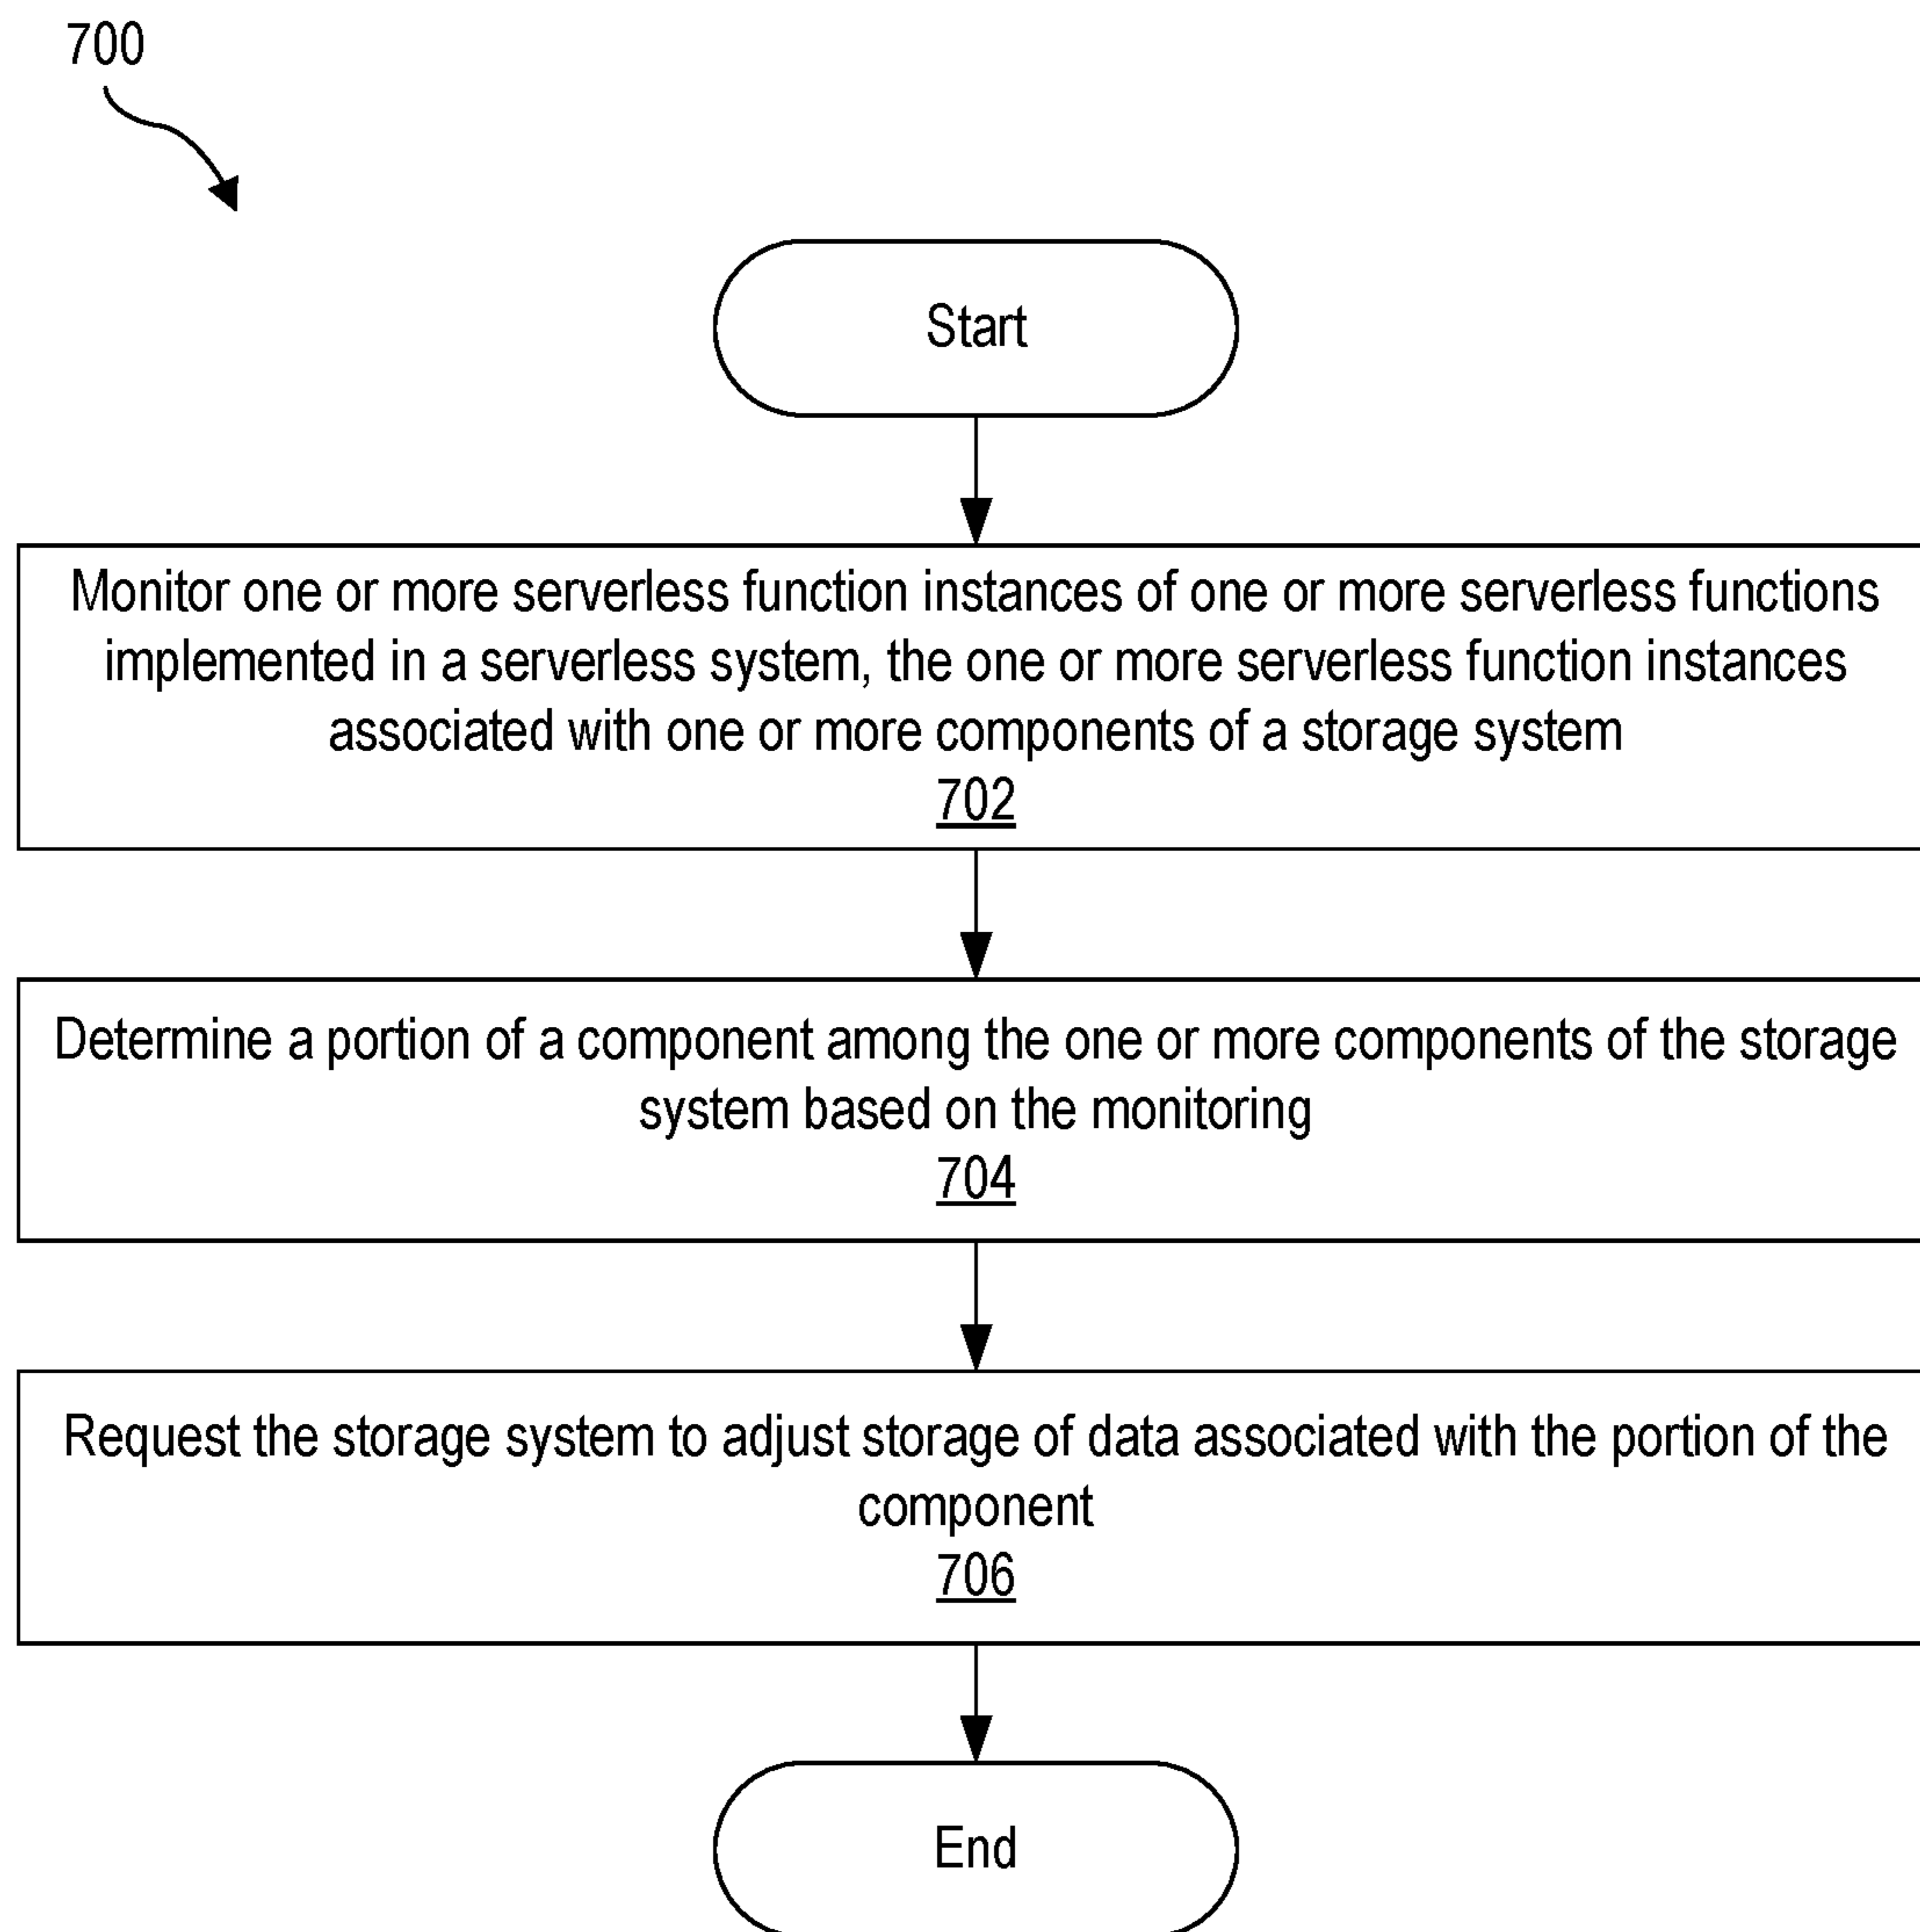 700
Start
Monitor one or more serverless function instances of one or more serverless functions
implemented in a serverless system, the one or more serverless function instances
associated with one or more components of a storage system
702
Determine a portion of a component among the one or more components of the storage
system based on the monitoring
704
Request the storage system to adjust storage of data associated with the portion of the
component
706
End